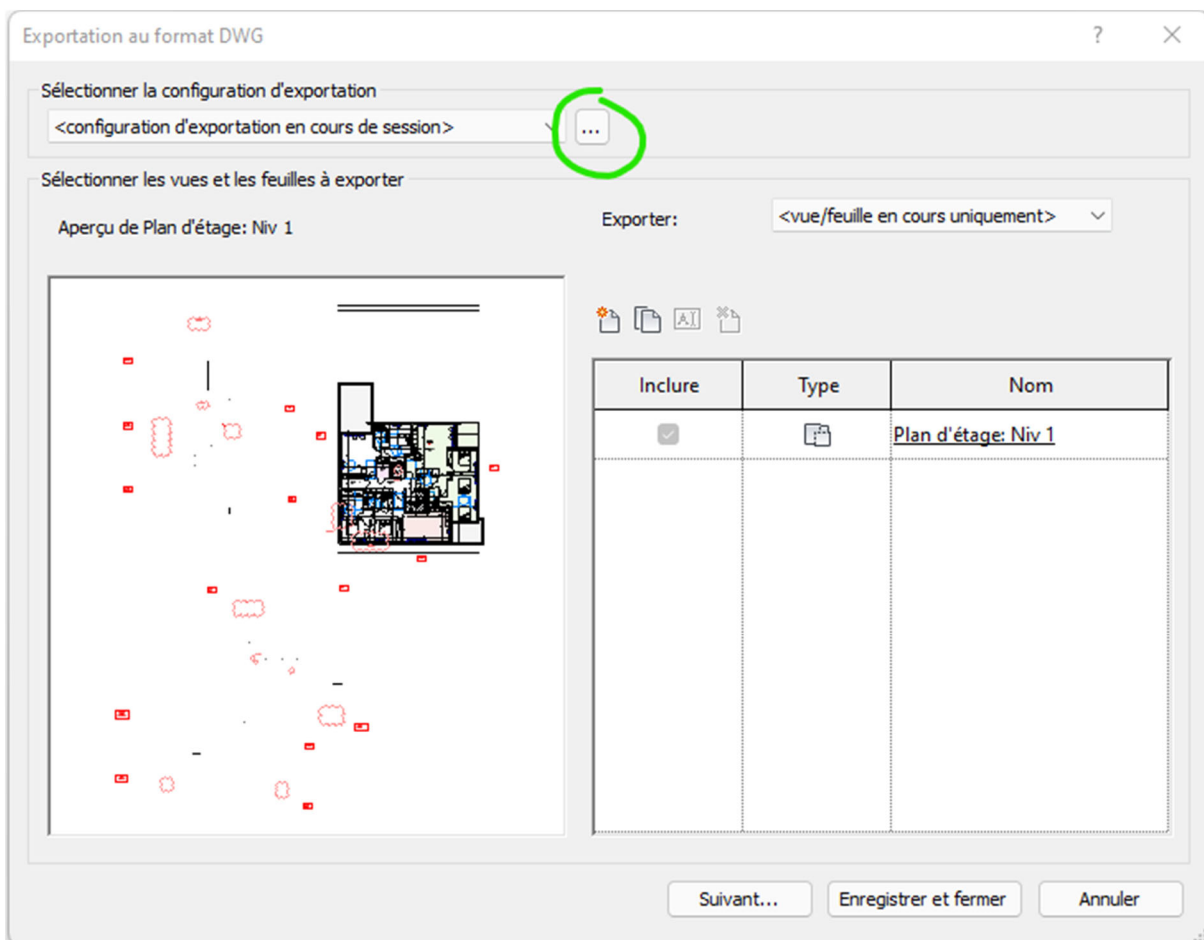 Exportation au format DWG
Sélectionner la configuration d'exportation
<configuration d'exportation en cours de session>
...
Sélectionner les vues et les feuilles à exporter
Aperçu de Plan d'étage: Niv 1
Exporter:
<vue/feuille en cours uniquement>
Inclure
Type
Nom
Plan d'étage: Niv 1
Suivant...
Enregistrer et fermer
Annuler